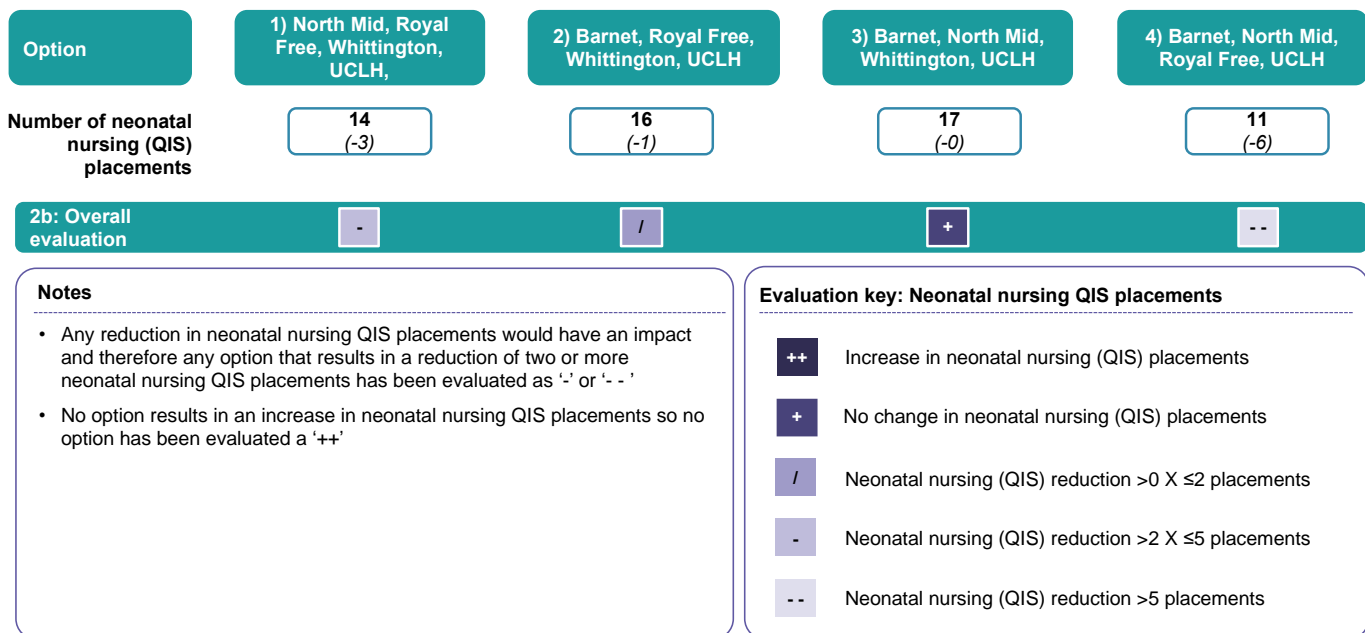 Option
1) North Mid, Royal
Free, Whittington,
UCLH,
2) Barnet, Royal Free,
Whittington, UCLH
3) Barnet, North Mid,
Whittington, UCLH
4) Barnet, North Mid,
Royal Free, UCLH
Number of neonatal
nursing (QIS)
placements
14
(-3)
16
(-1)
17
(-0)
11
(-6)
2b: Overall
evaluation
-
/
+
- -
Notes
• Any reduction in neonatal nursing QIS placements would have an impact
and therefore any option that results in a reduction of two or more
neonatal nursing QIS placements has been evaluated as ‘-’ or ‘- - ’
• No option results in an increase in neonatal nursing QIS placements so no
option has been evaluated a ‘++’
Evaluation key: Neonatal nursing QIS placements
++ Increase in neonatal nursing (QIS) placements
+ No change in neonatal nursing (QIS) placements
/ Neonatal nursing (QIS) reduction >0 X ≤2 placements
- Neonatal nursing (QIS) reduction >2 X ≤5 placements
- - Neonatal nursing (QIS) reduction >5 placements